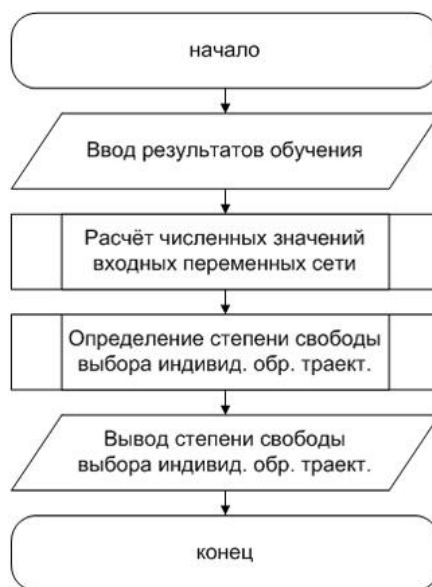 начало
Ввод результатов обучения
Расчёт численных значений
входных переменных сети
Определение степени свободы
выбора индивид. обр. траект.
Вывод степени свободы
выбора индивид. обр. траект.
конец